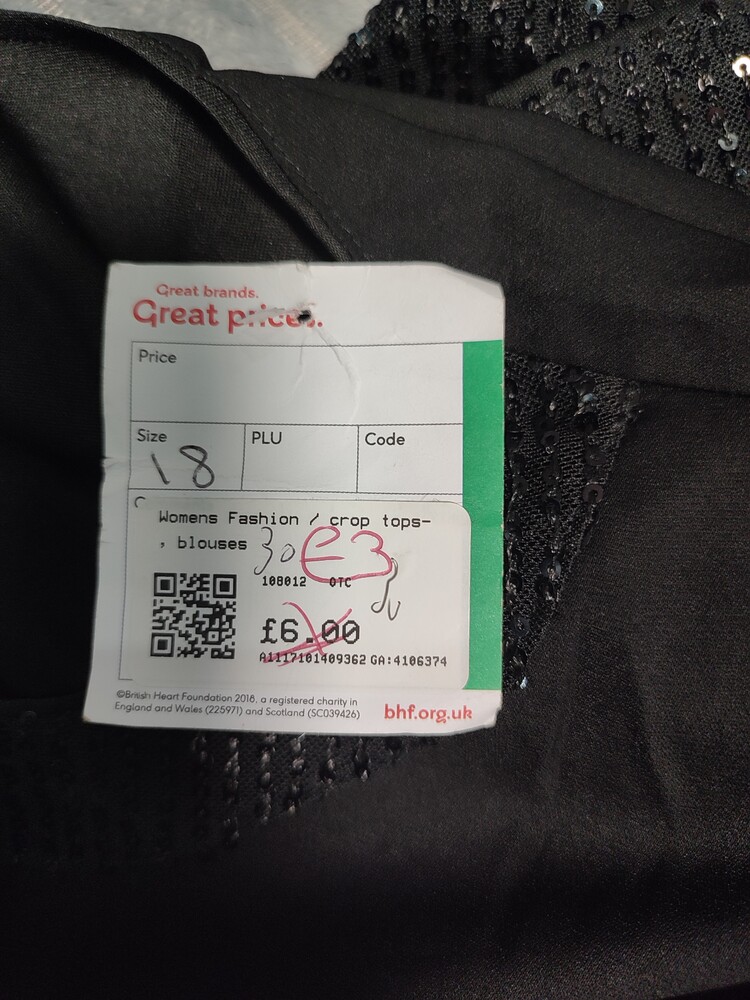 Great brands.
Great prices.
Price
Size
PLU
Code
18
Womens Fashion / crop tops-
, blouses
30
£3
108012 OTC
£6.00
A1117101409362 GA:4106374
©British Heart Foundation 2018, a registered charity in
England and Wales (225971) and Scotland (SC039426)
bhf.org.uk